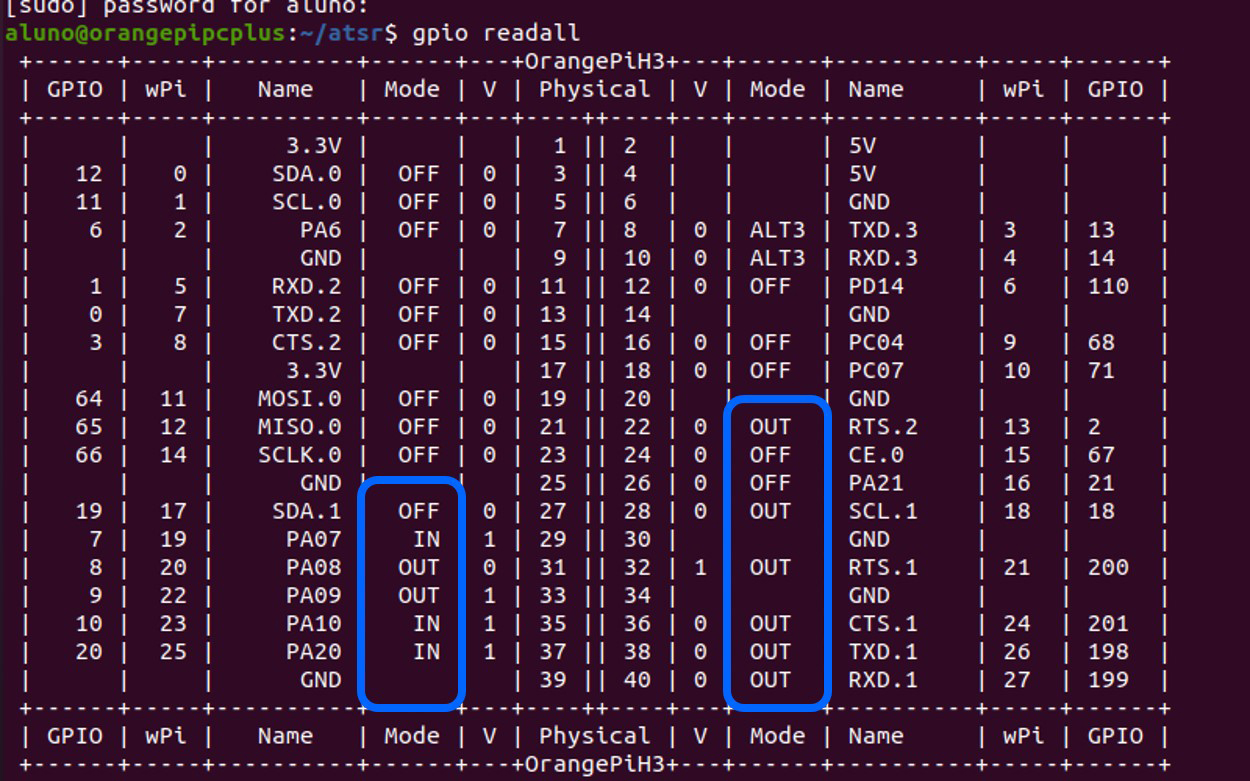 [sudo] password for aluno:
aluno@orangepipcplus:~/atsr$ gpio readall
+------+-----+----------+------+---+OrangePiH3+---+------+----------+-----+------+
| GPIO | wPi |   Name   | Mode | V | Physical | V | Mode | Name     | wPi | GPIO |
+------+-----+----------+------+---+----++----+---+------+----------+-----+------+
|      |     |     3.3V |      |   |  1 || 2  |   |      | 5V       |     |      |
|   12 |   0 |    SDA.0 |  OFF | 0 |  3 || 4  |   |      | 5V       |     |      |
|   11 |   1 |    SCL.0 |  OFF | 0 |  5 || 6  |   |      | GND      |     |      |
|    6 |   2 |      PA6 |  OFF | 0 |  7 || 8  | 0 | ALT3 | TXD.3    | 3   | 13   |
|      |     |      GND |      |   |  9 || 10 | 0 | ALT3 | RXD.3    | 4   | 14   |
|    1 |   5 |    RXD.2 |  OFF | 0 | 11 || 12 | 0 | OFF  | PD14     | 6   | 110  |
|    0 |   7 |    TXD.2 |  OFF | 0 | 13 || 14 |   |      | GND      |     |      |
|    3 |   8 |    CTS.2 |  OFF | 0 | 15 || 16 | 0 | OFF  | PC04     | 9   | 68   |
|      |     |     3.3V |      |   | 17 || 18 | 0 | OFF  | PC07     | 10  | 71   |
|   64 |  11 |   MOSI.0 |  OFF | 0 | 19 || 20 |   |      | GND      |     |      |
|   65 |  12 |   MISO.0 |  OFF | 0 | 21 || 22 | 0 | OUT  | RTS.2    | 13  | 2    |
|   66 |  14 |   SCLK.0 |  OFF | 0 | 23 || 24 | 0 | OFF  | CE.0     | 15  | 67   |
|      |     |      GND |      |   | 25 || 26 | 0 | OFF  | PA21     | 16  | 21   |
|   19 |  17 |    SDA.1 |  OFF | 0 | 27 || 28 | 0 | OUT  | SCL.1    | 18  | 18   |
|    7 |  19 |     PA07 |   IN | 1 | 29 || 30 |   |      | GND      |     |      |
|    8 |  20 |     PA08 |  OUT | 0 | 31 || 32 | 1 | OUT  | RTS.1    | 21  | 200  |
|    9 |  22 |     PA09 |  OUT | 1 | 33 || 34 |   |      | GND      |     |      |
|   10 |  23 |     PA10 |   IN | 1 | 35 || 36 | 0 | OUT  | CTS.1    | 24  | 201  |
|   20 |  25 |     PA20 |   IN | 1 | 37 || 38 | 0 | OUT  | TXD.1    | 26  | 198  |
|      |     |      GND |      |   | 39 || 40 | 0 | OUT  | RXD.1    | 27  | 199  |
+------+-----+----------+------+---+----++----+---+------+----------+-----+------+
| GPIO | wPi |   Name   | Mode | V | Physical | V | Mode | Name     | wPi | GPIO |
+------+-----+----------+------+---+OrangePiH3+---+------+----------+-----+------+